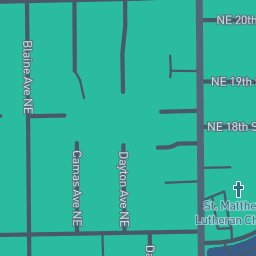 NE 20th
Blaine Ave NE
NE 19th
NE 18th S
Camas Ave NE
Dayton Ave NE
St. Matthe
Lutheran Ch
Da